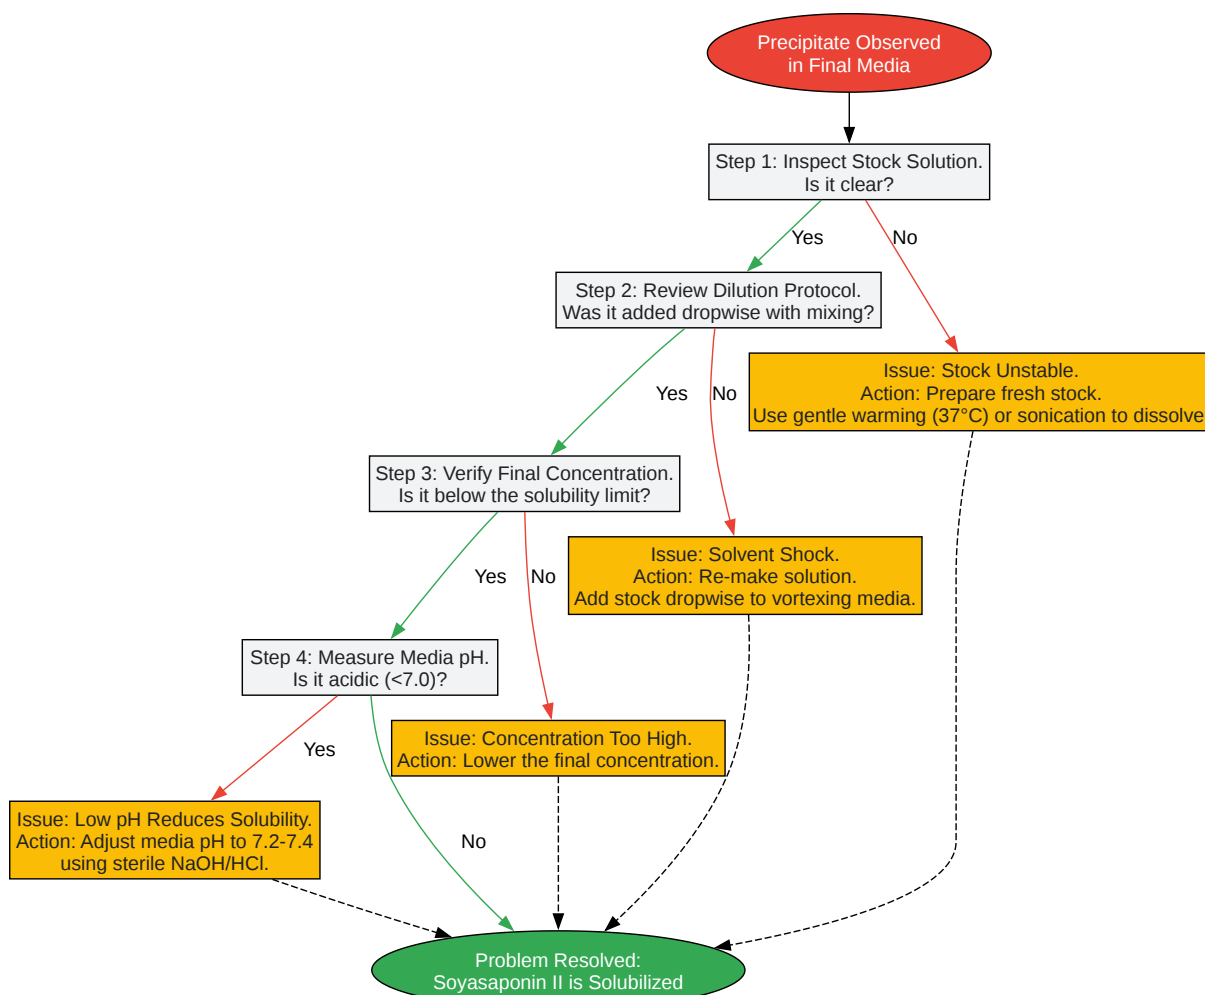 Precipitate Observed
in Final Media
Step 1: Inspect Stock Solution.
Is it clear?
Yes
No
Step 2: Review Dilution Protocol.
Was it added dropwise with mixing?
Issue: Stock Unstable.
Action: Prepare fresh stock.
Use gentle warming (37°C) or sonication to dissolve
Yes
No
Step 3: Verify Final Concentration.
Is it below the solubility limit?
Issue: Solvent Shock.
Action: Re-make solution.
Add stock dropwise to vortexing media.
Yes
No
Step 4: Measure Media pH.
Is it acidic (<7.0)?
Issue: Concentration Too High.
Action: Lower the final concentration.
Yes
No
Issue: Low pH Reduces Solubility.
Action: Adjust media pH to 7.2-7.4
using sterile NaOH/HCl.
Problem Resolved:
Soyasaponin II is Solubilized